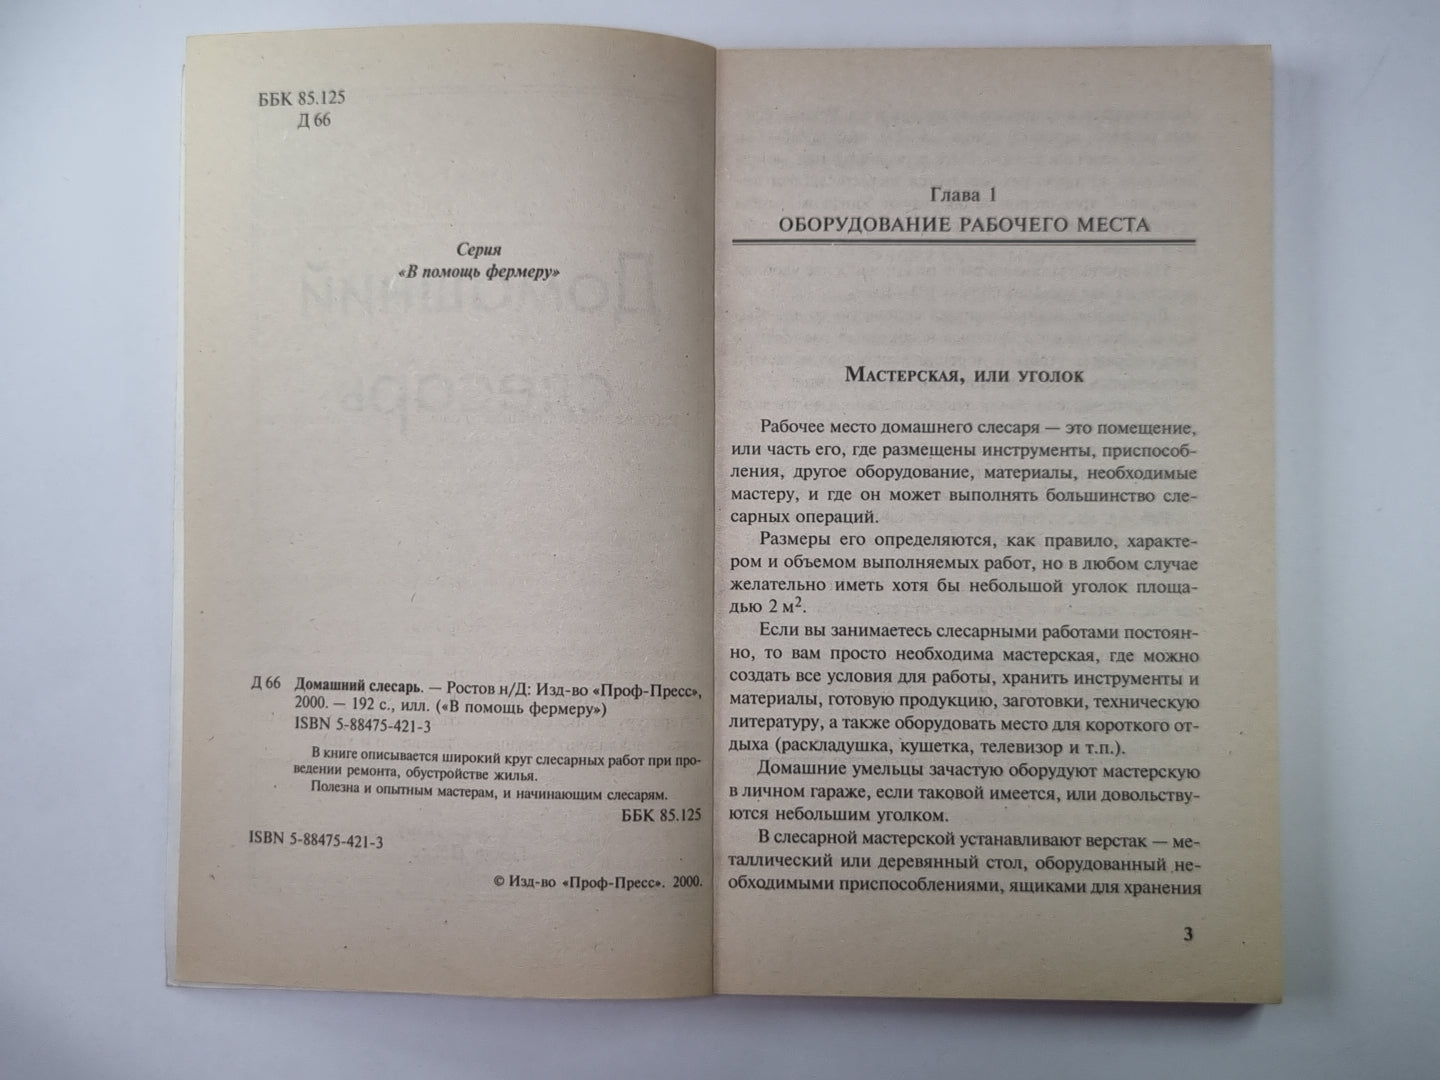 ББК 85.125
Д 66
Серия
«В помощь фермеру»
Д 66 Домашний слесарь. — Ростов н/Д: Изд-во «Проф-Пресс»,
2000. — 192 с., илл. («В помощь фермеру»)
ISBN 5-88475-421-3
В книге описывается широкий круг слесарных работ при про-
ведении ремонта, обустройстве жилья.
Полезна и опытным мастерам, и начинающим слесарям.
ББК 85.125
ISBN 5-88475-421-3
© Изд-во «Проф-Пресс». 2000.
Глава 1
ОБОРУДОВАНИЕ РАБОЧЕГО МЕСТА
Мастерская, или уголок
Рабочее место домашнего слесаря — это помещение,
или часть его, где размещены инструменты, приспособ-
ления, другое оборудование, материалы, необходимые
мастеру, и где он может выполнять большинство сле-
сарных операций.
Размеры его определяются, как правило, характе-
ром и объемом выполняемых работ, но в любом случае
желательно иметь хотя бы небольшой уголок площа-
дью 2 м².
Если вы занимаетесь слесарными работами постоян-
но, то вам просто необходима мастерская, где можно
создать все условия для работы, хранить инструменты и
материалы, готовую продукцию, заготовки, техническую
литературу, а также оборудовать место для короткого от-
дыха (раскладушка, кушетка, телевизор и т.п.).
Домашние умельцы зачастую оборудуют мастерскую
в личном гараже, если таковой имеется, или довольству-
ются небольшим уголком.
В слесарной мастерской устанавливают верстак — ме-
таллический или деревянный стол, оборудованный не-
обходимыми приспособлениями, ящиками для хранения
3